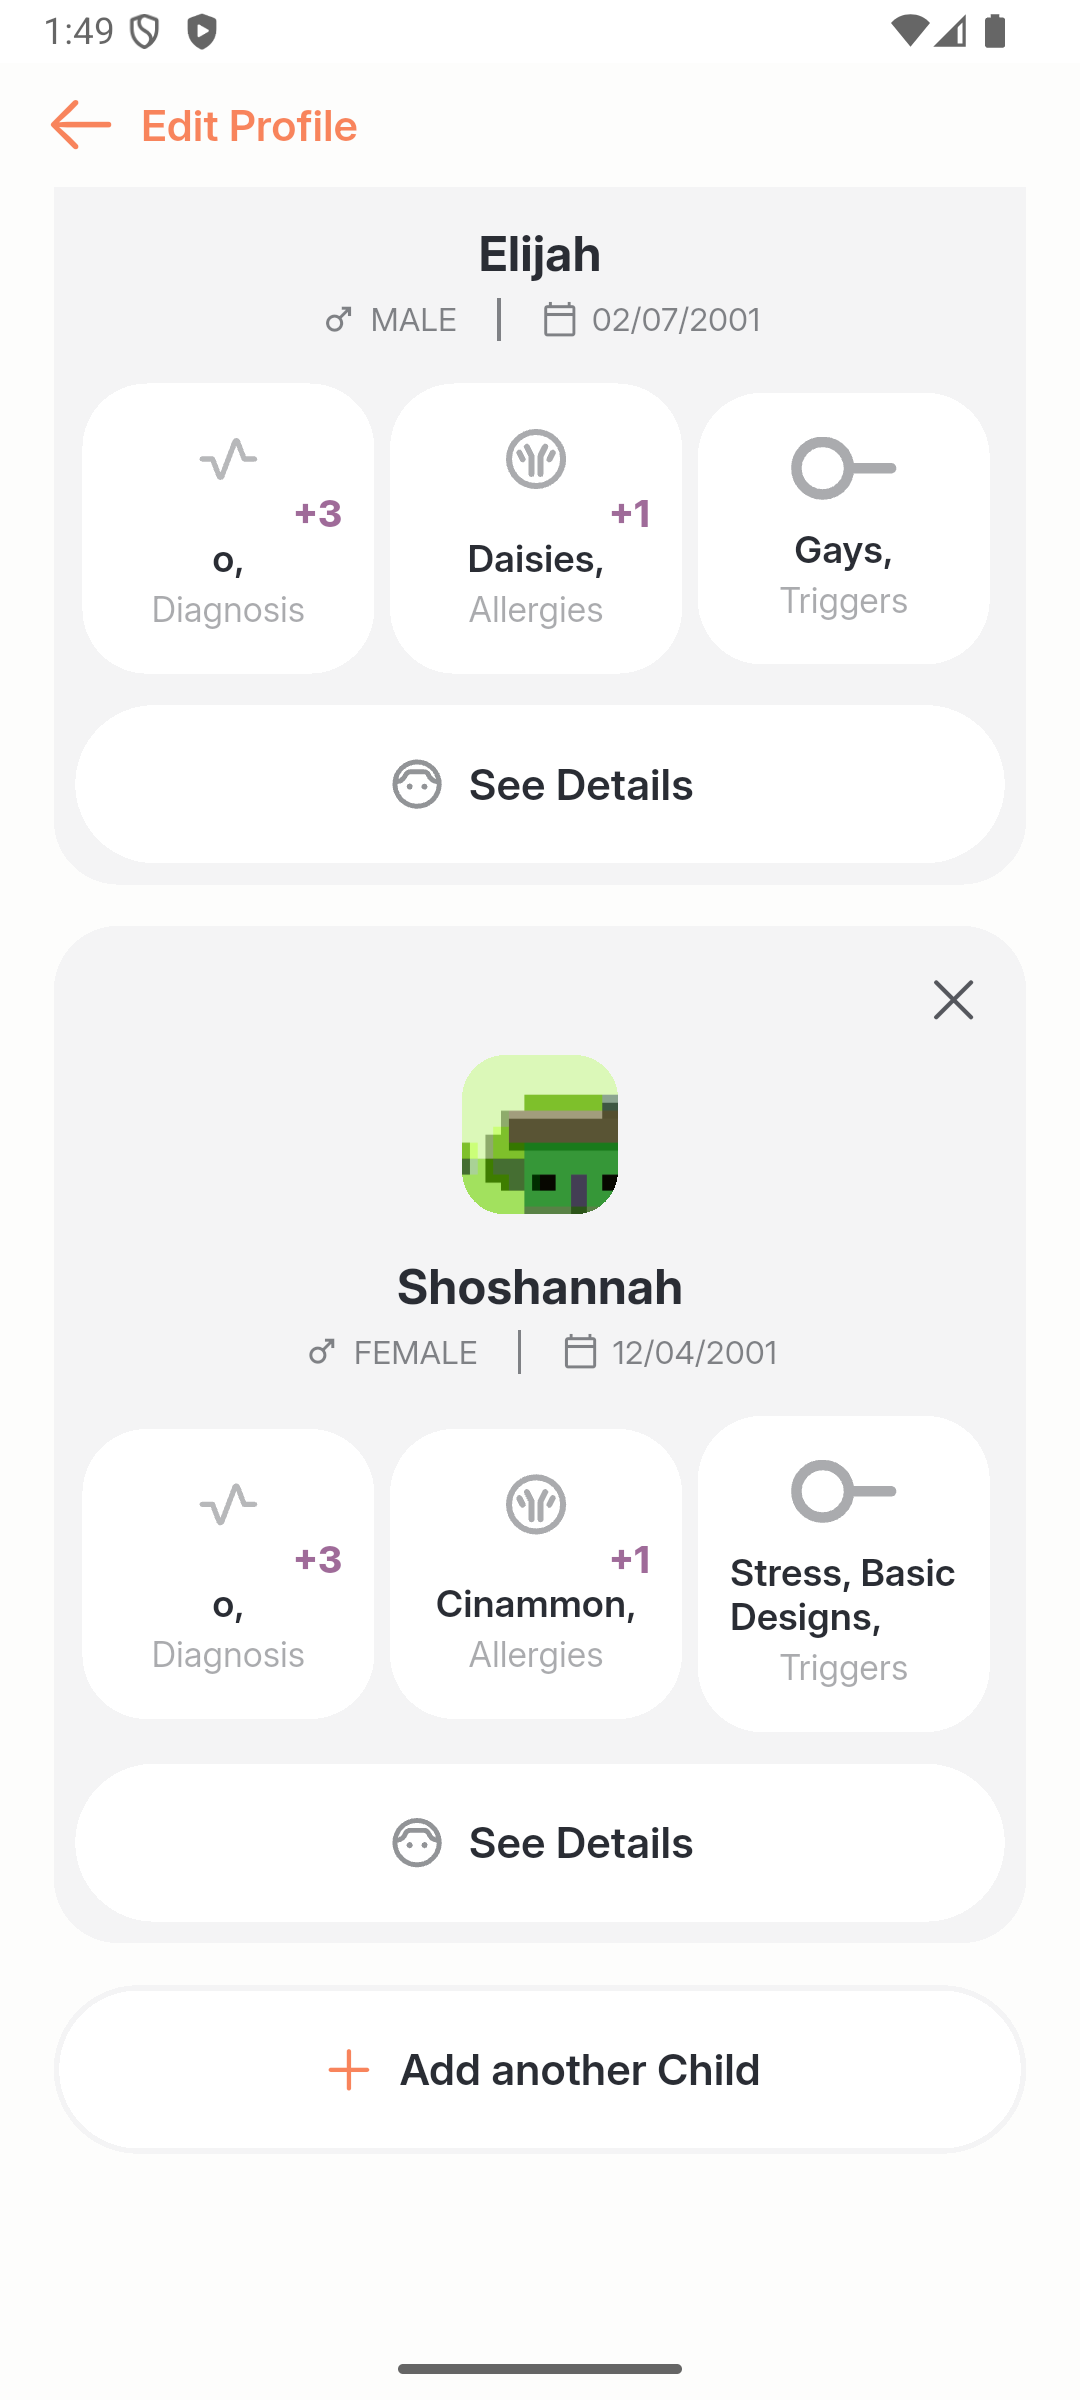 1:49
Edit Profile
Elijah
MALE 02/07/2001
+3
o,
Diagnosis
+1
Daisies,
Allergies
Gays,
Triggers
See Details
Shoshannah
FEMALE 12/04/2001
+3
o,
Diagnosis
+1
Cinammon,
Allergies
Stress, Basic
Designs,
Triggers
See Details
Add another Child